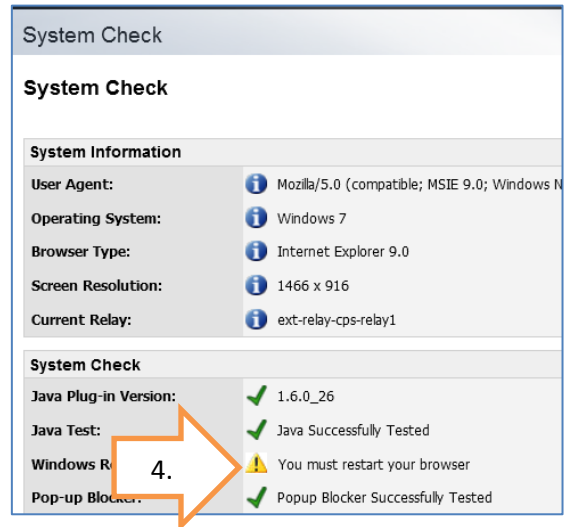 System Check
System Check
System Information
User Agent: Mozilla/5.0 (compatible; MSIE 9.0; Windows N
Operating System: Windows 7
Browser Type: Internet Explorer 9.0
Screen Resolution: 1466 x 916
Current Relay: ext-relay-cps-relay1
System Check
Java Plug-in Version: 1.6.0_26
Java Test: Java Successfully Tested
Windows 4. You must restart your browser
Pop-up Blocker: Popup Blocker Successfully Tested